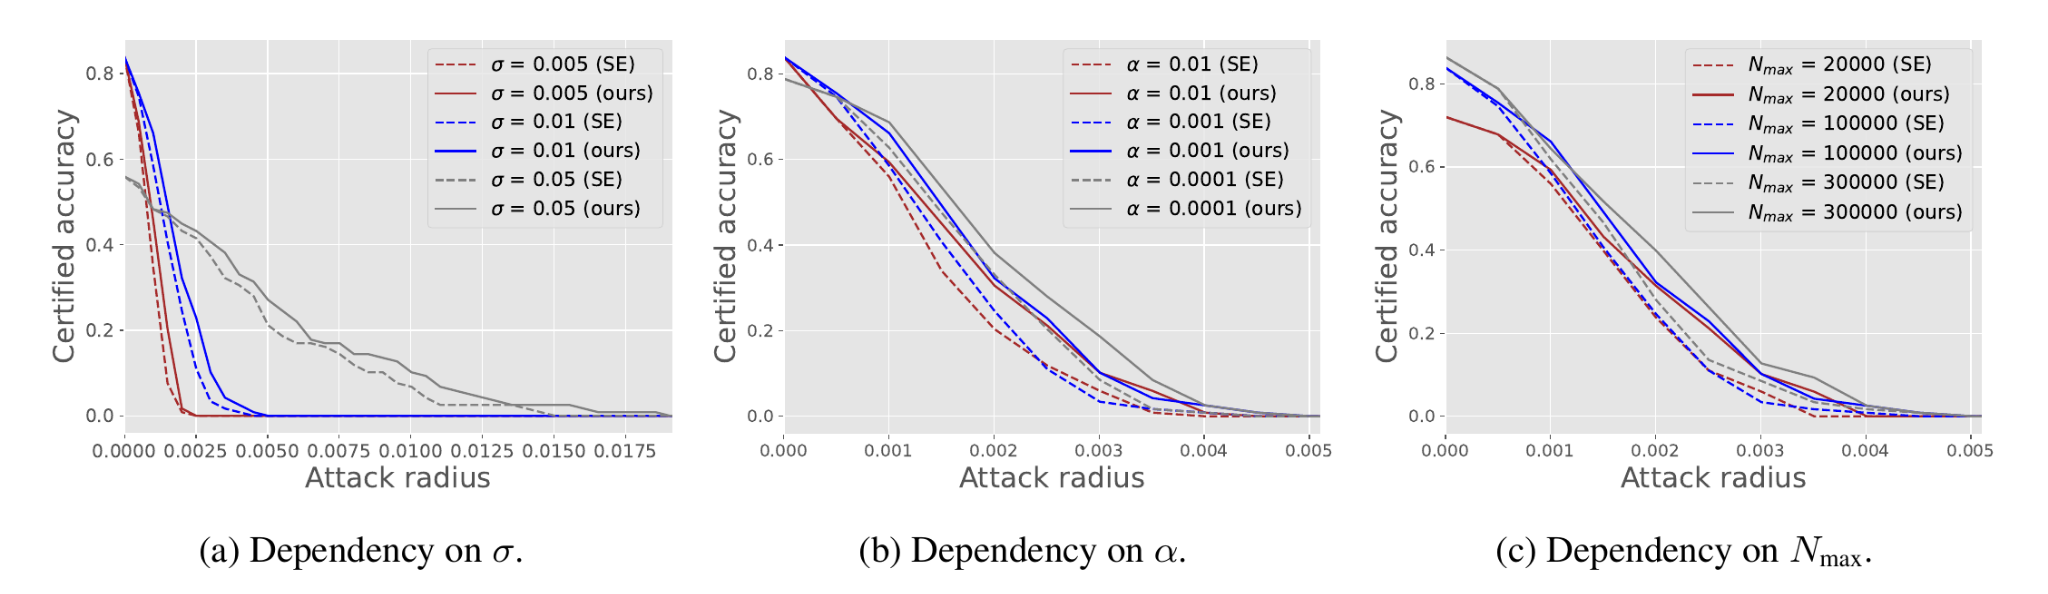 Certified accuracy
0.8
0.6
0.4
0.2
0.0
σ = 0.005 (SE)
σ = 0.005 (ours)
σ = 0.01 (SE)
σ = 0.01 (ours)
σ = 0.05 (SE)
σ = 0.05 (ours)
0.0000 0.0025 0.0050 0.0075 0.0100 0.0125 0.0150 0.0175
Attack radius
(a) Dependency on σ.
Certified accuracy
0.8
0.6
0.4
0.2
0.0
α = 0.01 (SE)
α = 0.01 (ours)
α = 0.001 (SE)
α = 0.001 (ours)
α = 0.0001 (SE)
α = 0.0001 (ours)
0.000 0.001 0.002 0.003 0.004 0.005
Attack radius
(b) Dependency on α.
Certified accuracy
0.8
0.6
0.4
0.2
0.0
N_max = 20000 (SE)
N_max = 20000 (ours)
N_max = 100000 (SE)
N_max = 100000 (ours)
N_max = 300000 (SE)
N_max = 300000 (ours)
0.000 0.001 0.002 0.003 0.004 0.005
Attack radius
(c) Dependency on N_max.